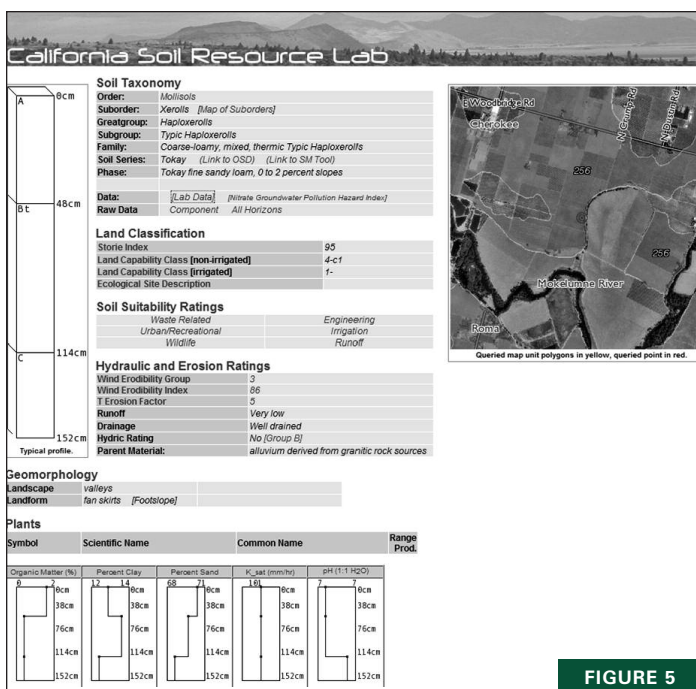 California Soil Resource Lab
A
0cm
Bt
48cm
C
114cm
152cm
Typical profile.
Soil Taxonomy
Order: Mollisols
Suborder: Xerolls [Map of Suborders]
Greatgroup: Haploxerolls
Subgroup: Typic Haploxerolls
Family: Coarse-loamy, mixed, thermic Typic Haploxerolls
Soil Series: Tokay (Link to OSD) (Link to SM Tool)
Phase: Tokay fine sandy loam, 0 to 2 percent slopes
Data: [Lab Data] [Nitrate Groundwater Pollution Hazard Index]
Raw Data Component All Horizons
Land Classification
Storie Index 95
Land Capability Class [non-irrigated] 4-c1
Land Capability Class [irrigated] 1-
Ecological Site Description
Soil Suitability Ratings
Waste Related Engineering
Urban/Recreational Irrigation
Wildlife Runoff
Hydraulic and Erosion Ratings
Wind Erodibility Group 3
Wind Erodibility Index 86
T Erosion Factor 5
Runoff Very low
Drainage Well drained
Hydric Rating No [Group B]
Parent Material: alluvium derived from granitic rock sources
E Woodbridge Rd
Cherokee
N Crump Rd
N Dustin Rd
256
256
Mokelumne River
Roma
Queried map unit polygons in yellow, queried point in red.
Geomorphology
Landscape valleys
Landform fan skirts [Footslope]
Plants
Symbol Scientific Name Common Name Range Prod.
Organic Matter (%) Percent Clay Percent Sand K_sat (mm/hr) pH (1:1 H2O)
0 2 12 14 68 71 101 7 7
0cm 0cm 0cm 0cm 0cm
38cm 38cm 38cm 38cm 38cm
76cm 76cm 76cm 76cm 76cm
114cm 114cm 114cm 114cm 114cm
152cm 152cm 152cm 152cm 152cm
FIGURE 5